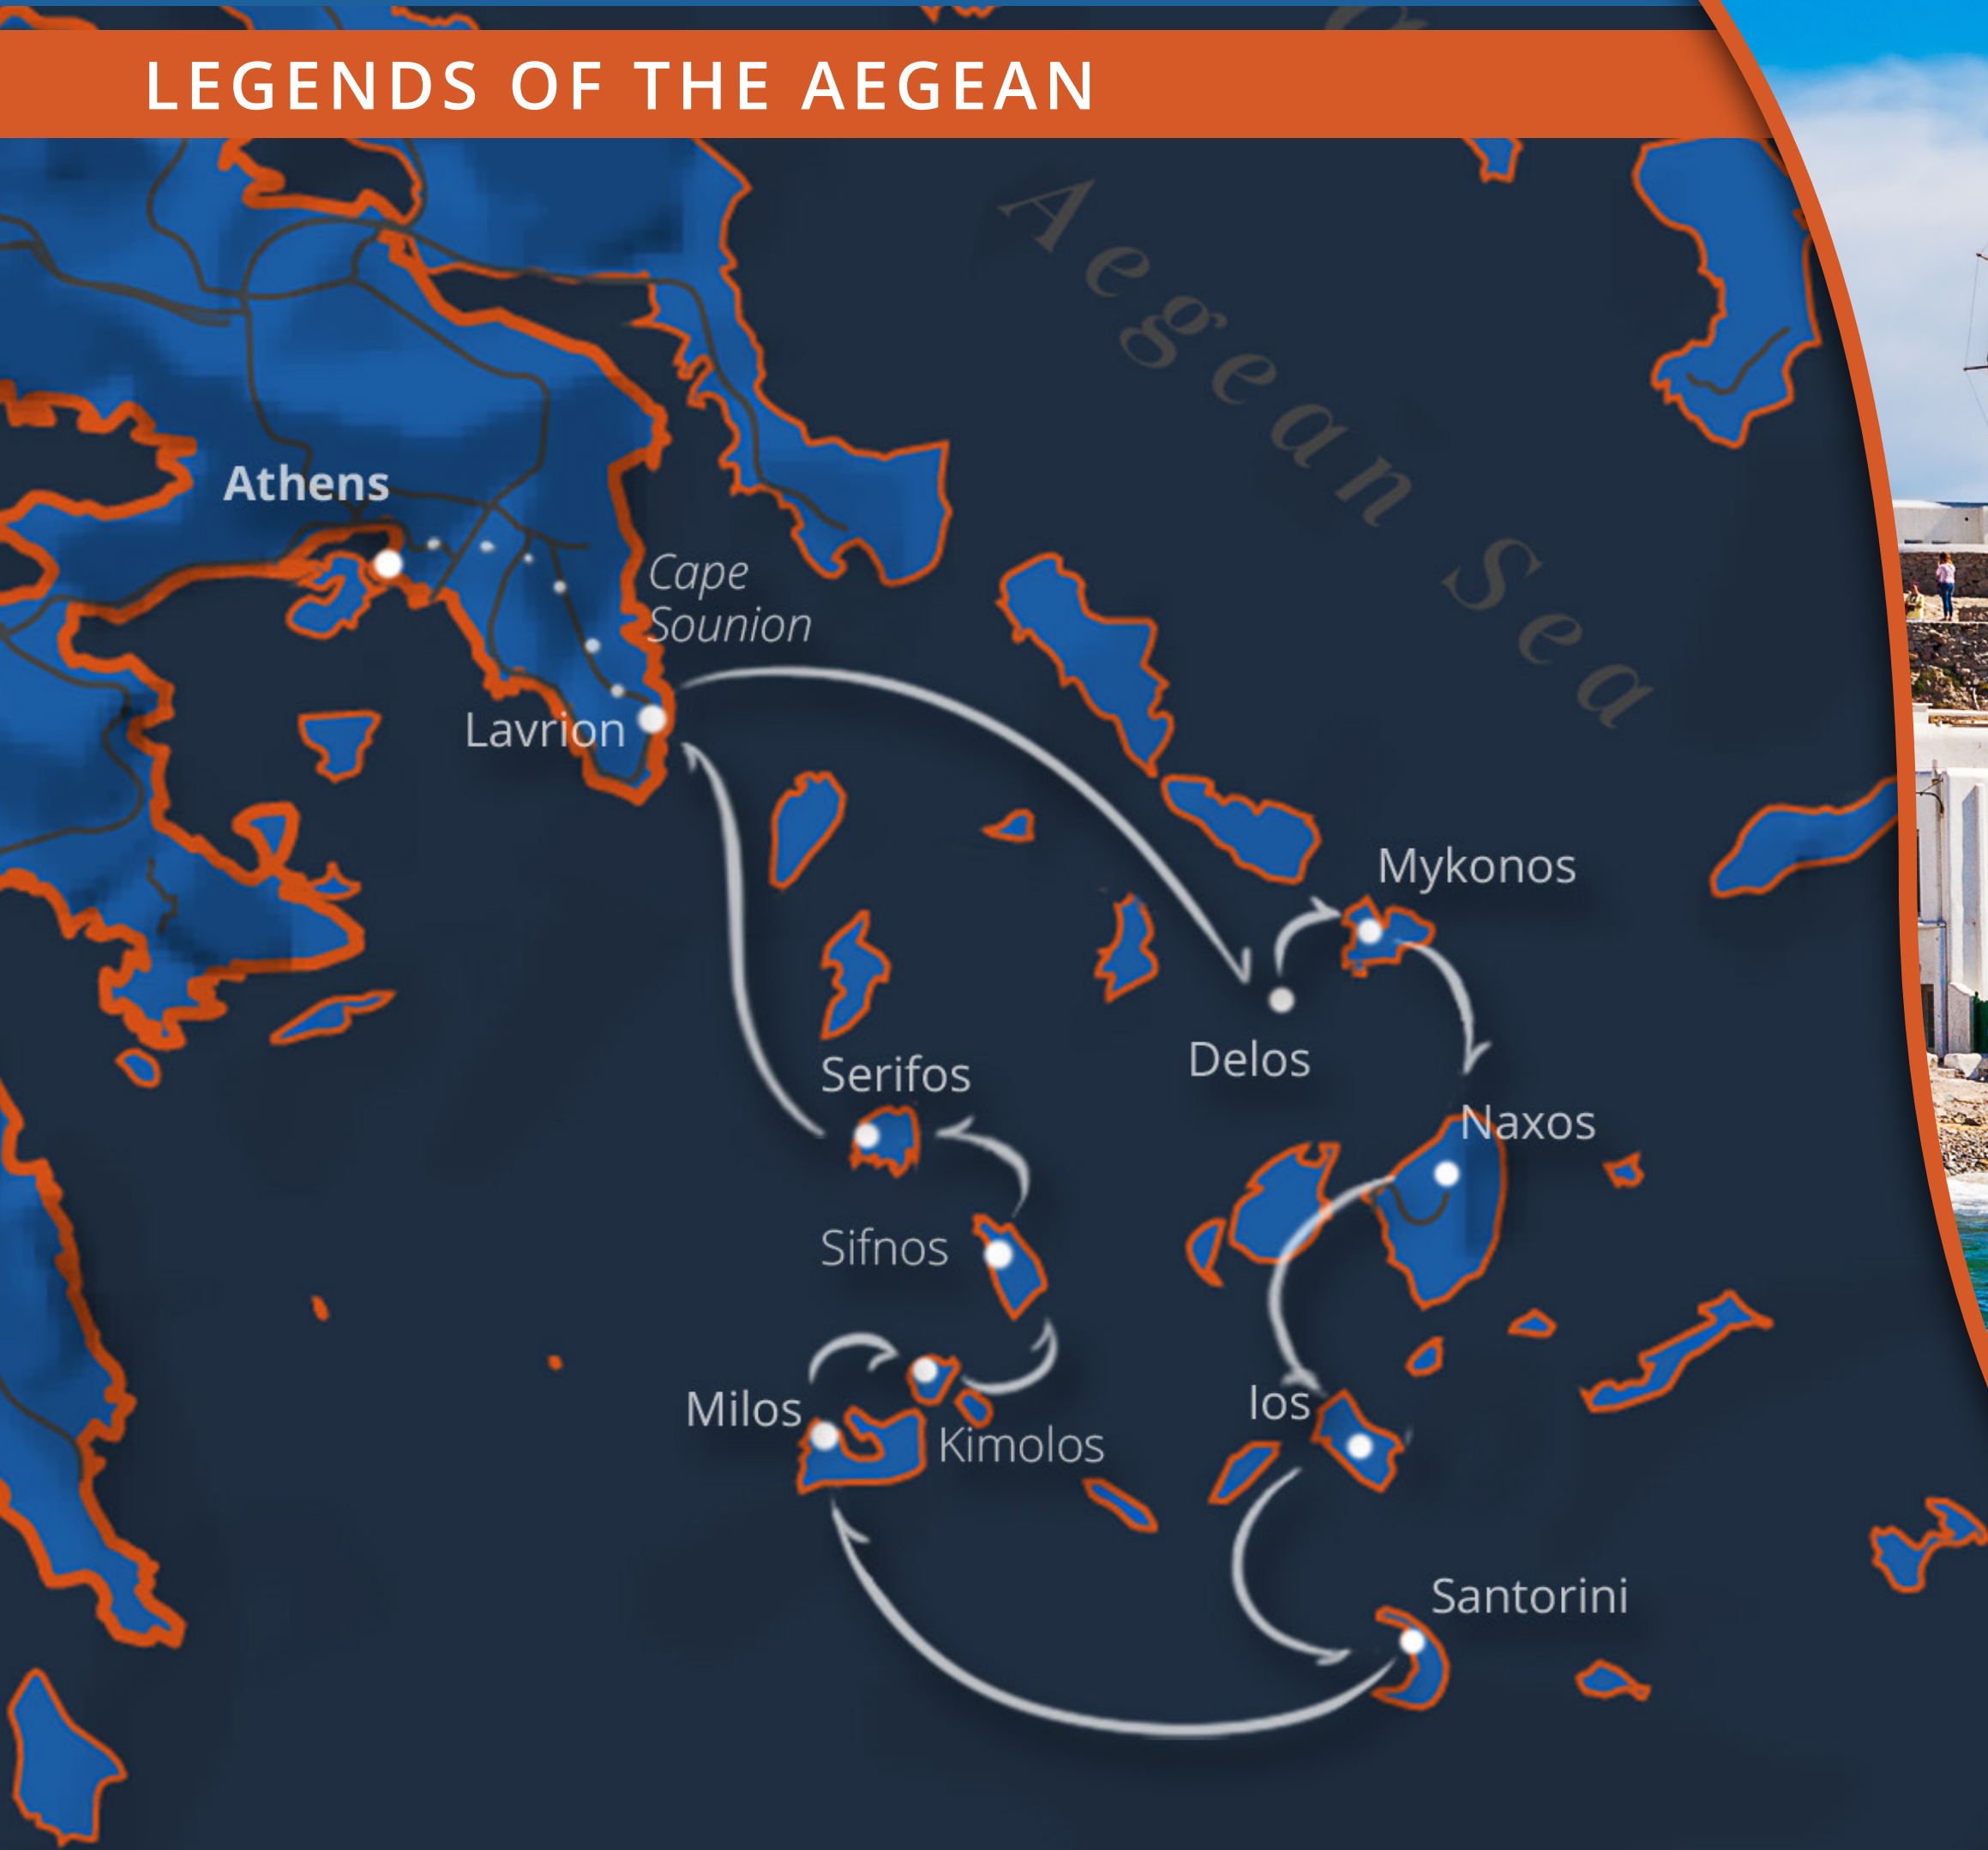 LEGENDS OF THE AEGEAN
Aegean Sea
Athens
Cape
Sounion
Lavrion
Mykonos
Delos
Serifos
Naxos
Sifnos
Milos
Ios
Kimolos
Santorini